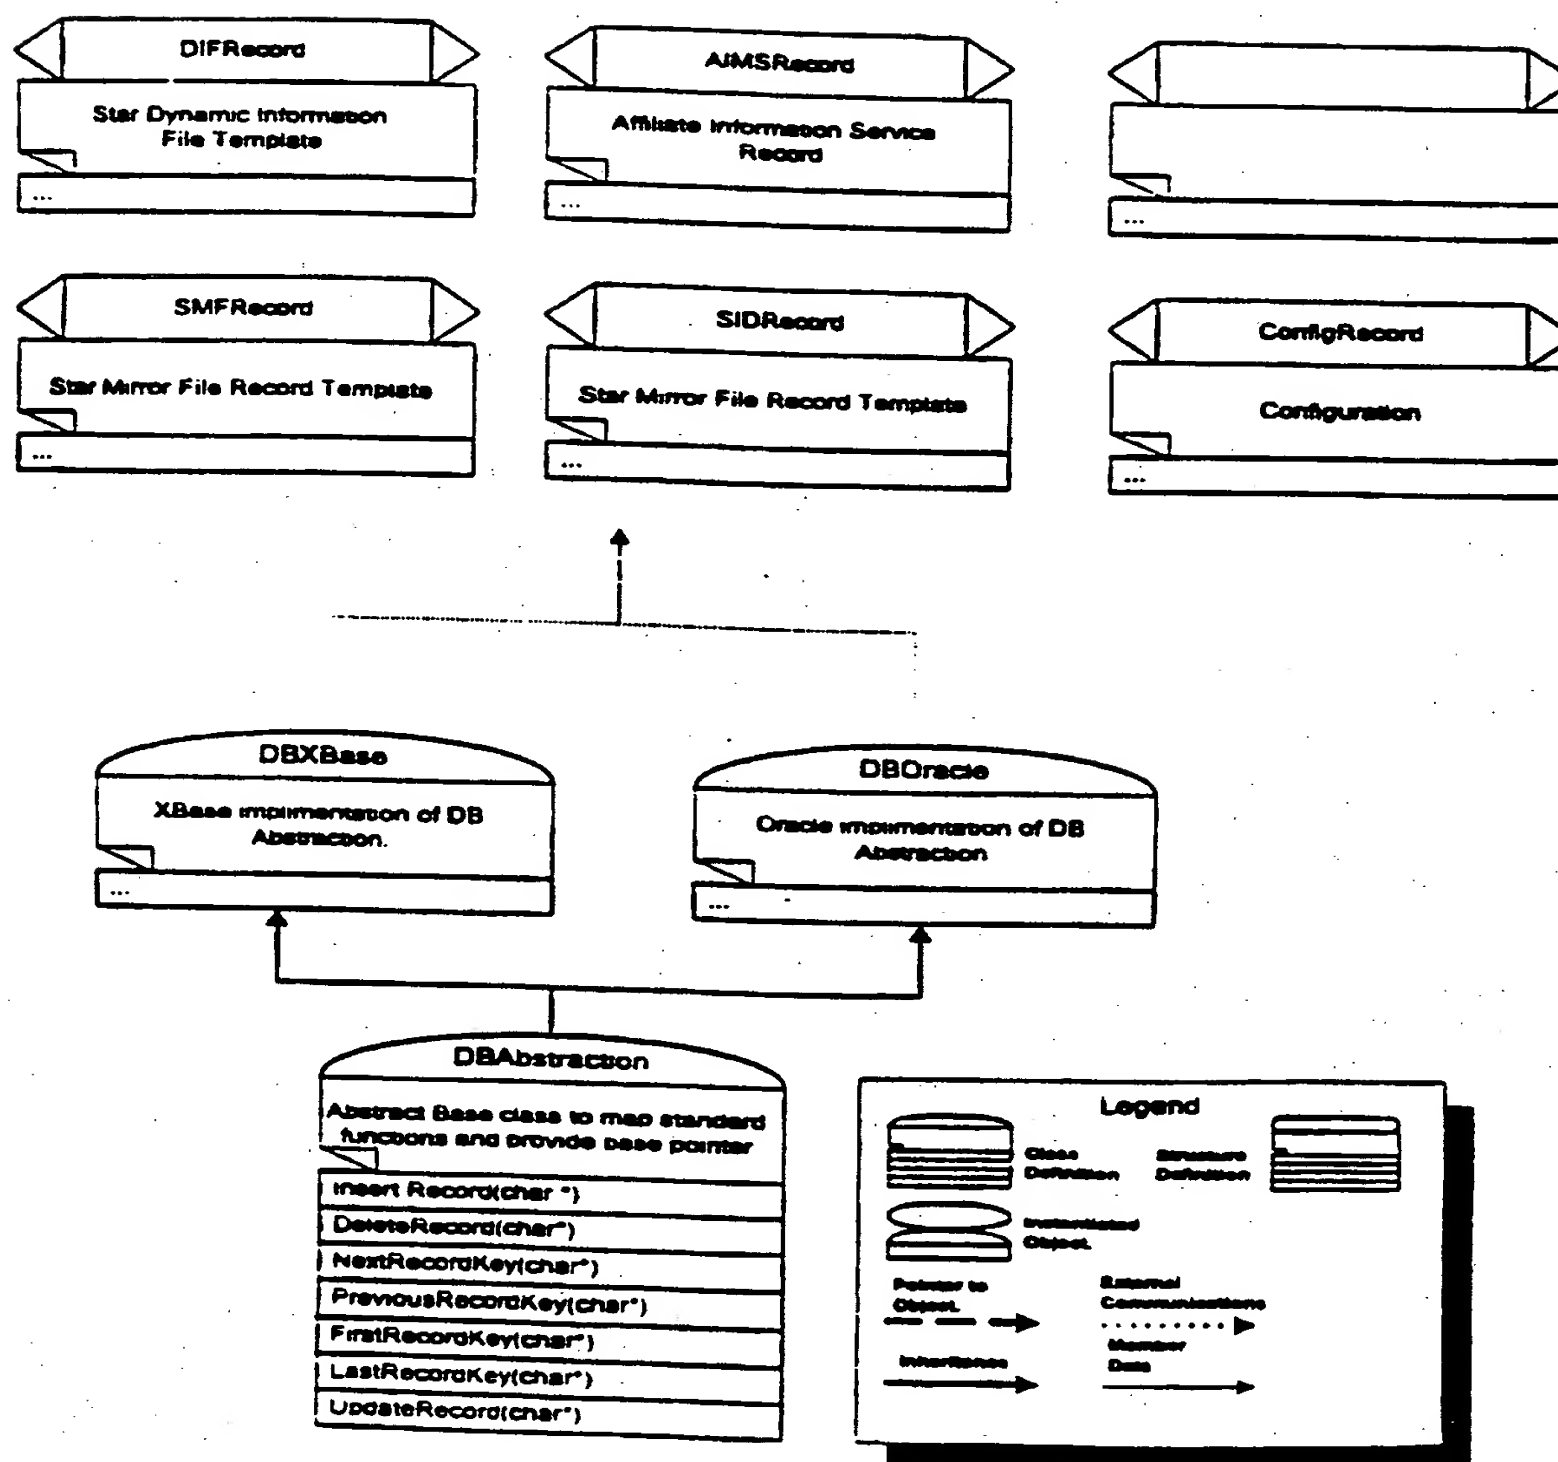 DIFRecord
Star Dynamic Information
File Template
...
AIMSRecord
Affiliate Information Service
Record
...
...
SMFRecord
Star Mirror File Record Template
...
SIDRecord
Star Mirror File Record Template
...
ConfigRecord
Configuration
...
DBXBase
XBase implimentation of DB
Abstraction.
...
DBOracle
Oracle implimentation of DB
Abstraction
...
DBAbstraction
Abstract Base class to map standard
functions and provide base pointer
Insert Record(char *)
DeleteRecord(char*)
NextRecordKey(char*)
PreviousRecordKey(char*)
FirstRecordKey(char*)
LastRecordKey(char*)
UpdateRecord(char*)
Legend
Class
Definition
Structure
Definition
Instantiated
Object.
Pointer to
Object.
External
Communications
Inheritence
Member
Data